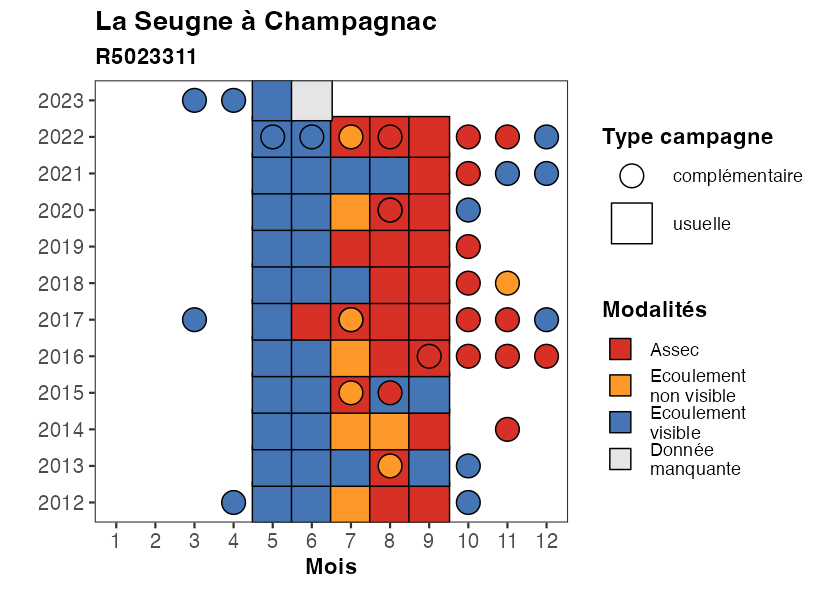 La Seugne à Champagnac
R5023311
2023
2022
2021
2020
2019
2018
2017
2016
2015
2014
2013
2012
1 2 3 4 5 6 7 8 9 10 11 12
Mois
Type campagne
complémentaire
usuelle
Modalités
Assec
Ecoulement
non visible
Ecoulement
visible
Donnée
manquante